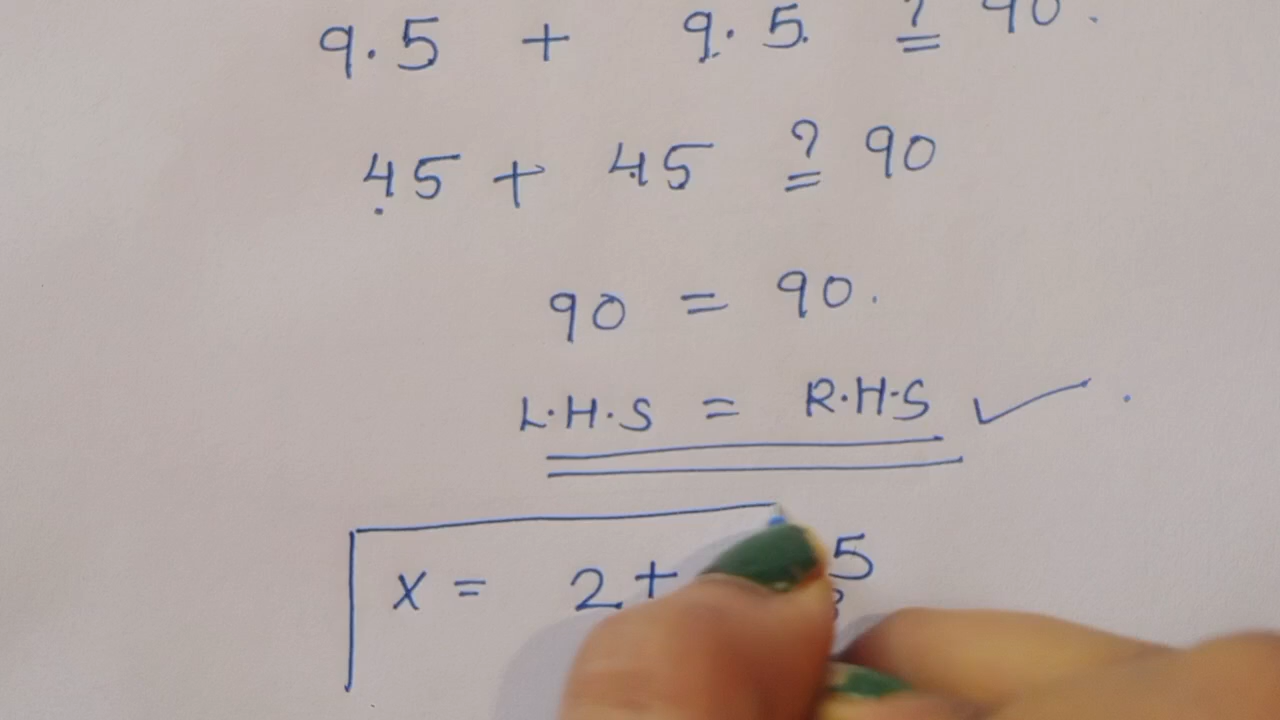 9.5 + 9.5 ≟ 90.
45 + 45 ≟ 90
90 = 90.
L.H.S = R.H.S ✓.
x = 2 + 5